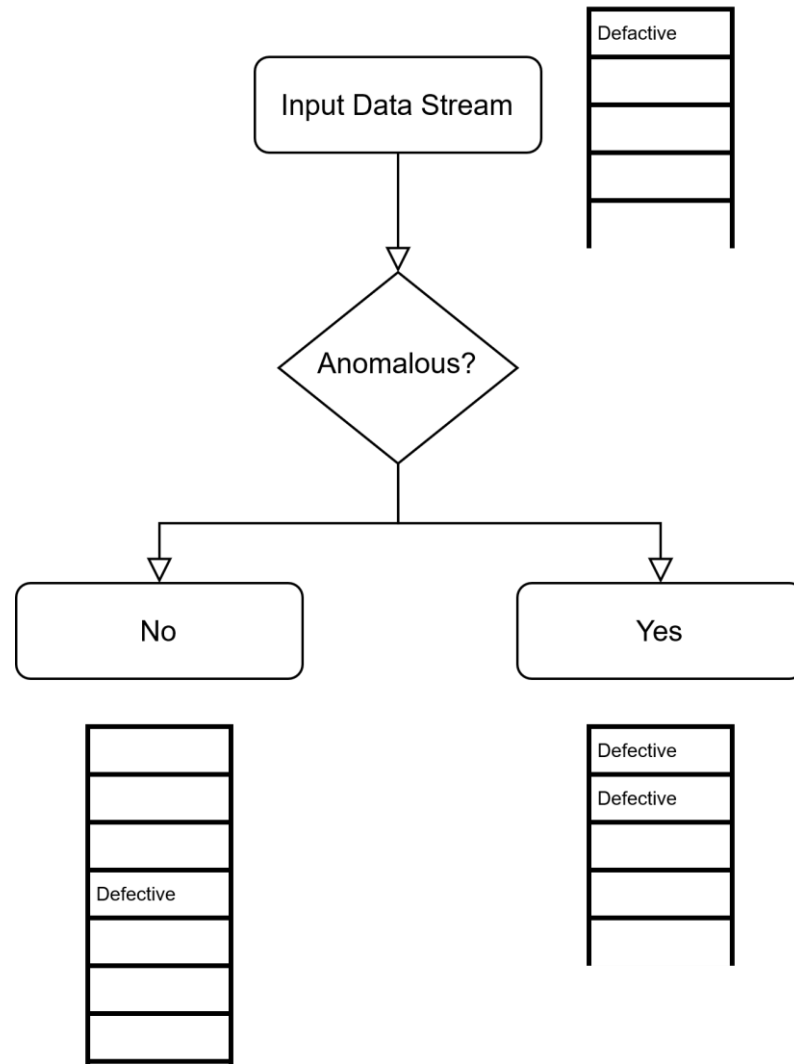 Defactive
Input Data Stream
Anomalous?
No
Yes
Defective
Defective
Defective